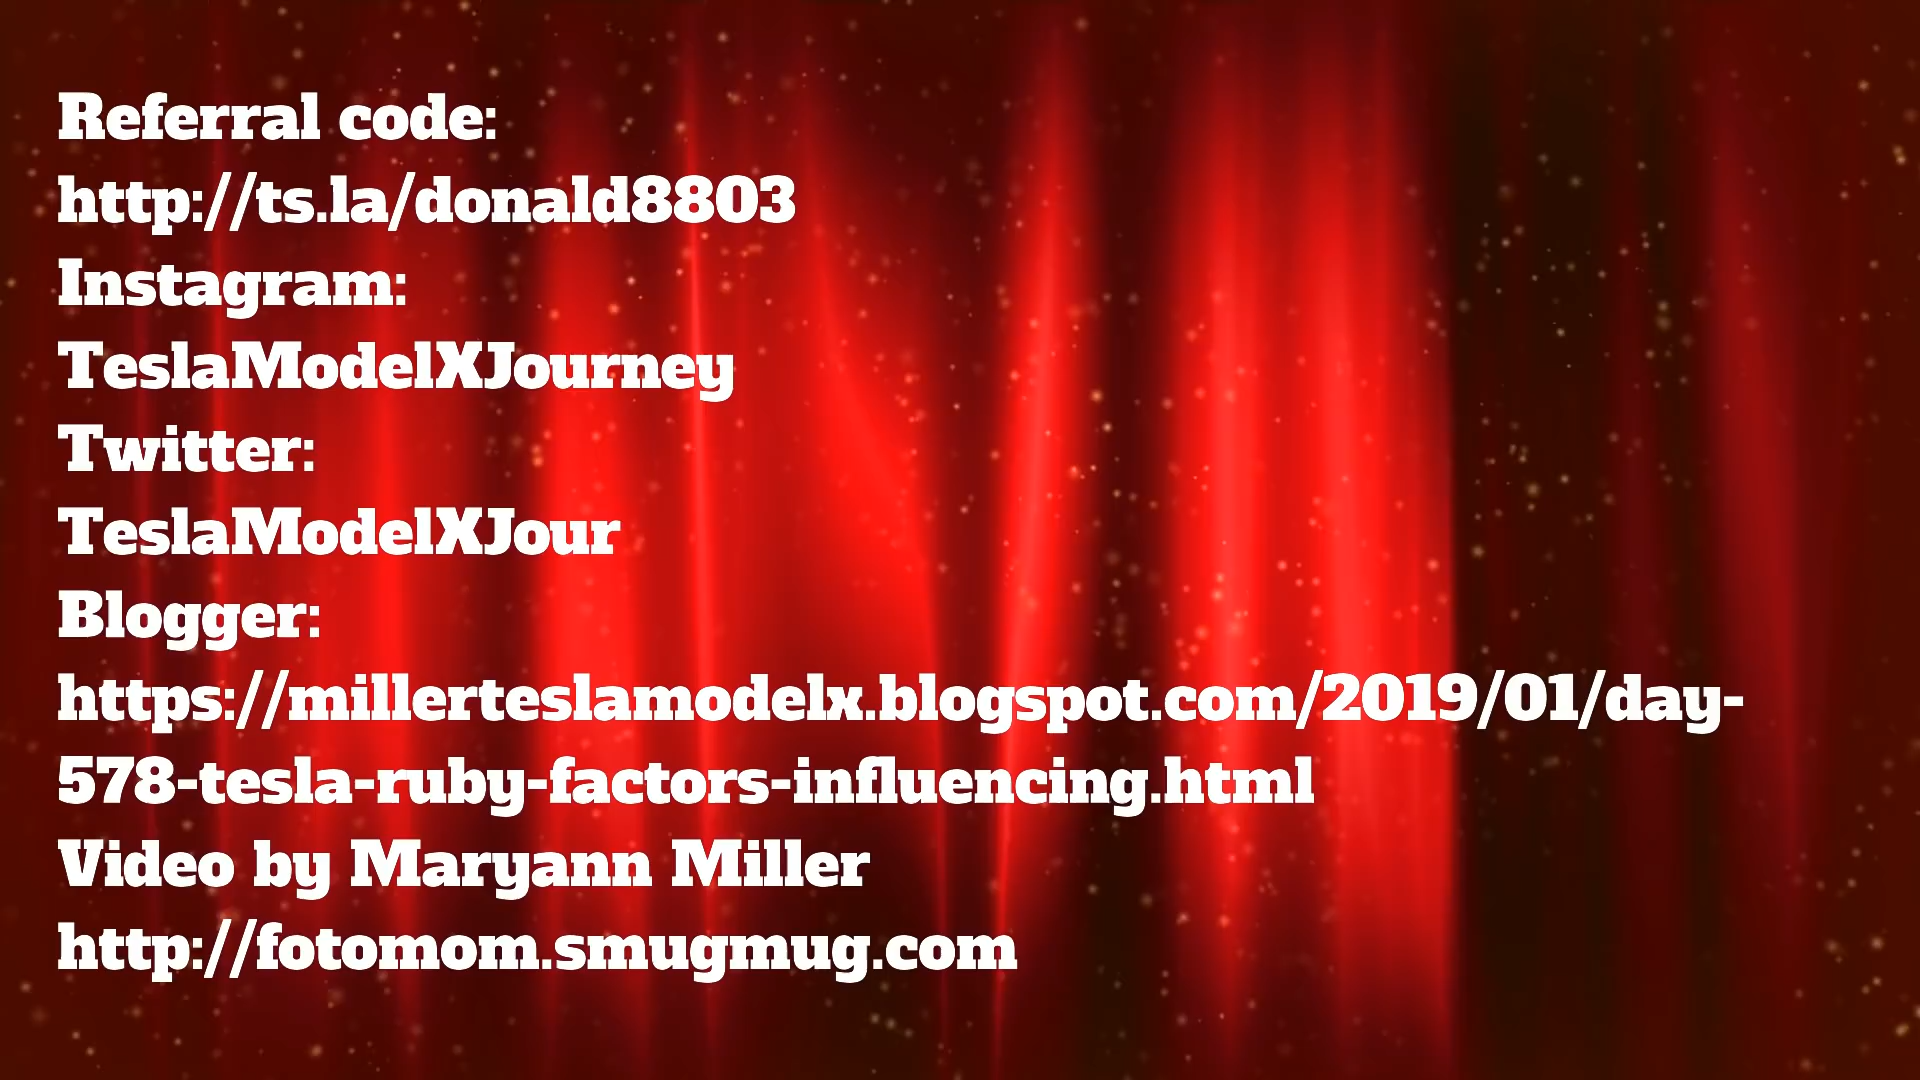 Referral code:
http://ts.la/donald8803
Instagram:
TeslaModelXJourney
Twitter:
TeslaModelXJour
Blogger:
https://millerteslamodelx.blogspot.com/2019/01/day-
578-tesla-ruby-factors-influencing.html
Video by Maryann Miller
http://fotomom.smugmug.com